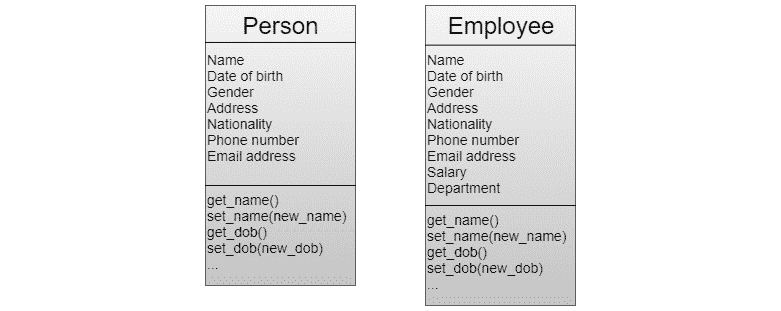 Person
Name
Date of birth
Gender
Address
Nationality
Phone number
Email address
get_name()
set_name(new_name)
get_dob()
set_dob(new_dob)
...
Employee
Name
Date of birth
Gender
Address
Nationality
Phone number
Email address
Salary
Department
get_name()
set_name(new_name)
get_dob()
set_dob(new_dob)
...